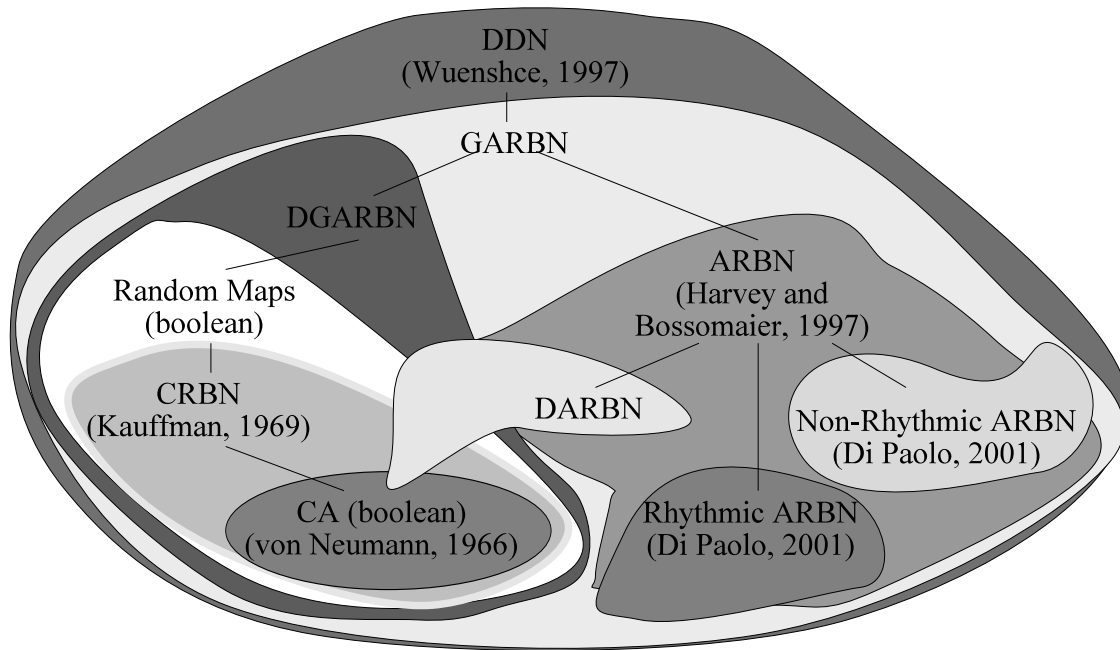 DDN
(Wuenshce, 1997)
GARBN
DGARBN
ARBN
(Harvey and
Bossomaier, 1997)
Random Maps
(boolean)
CRBN
(Kauffman, 1969)
DARBN
Non-Rhythmic ARBN
(Di Paolo, 2001)
CA (boolean)
(von Neumann, 1966)
Rhythmic ARBN
(Di Paolo, 2001)